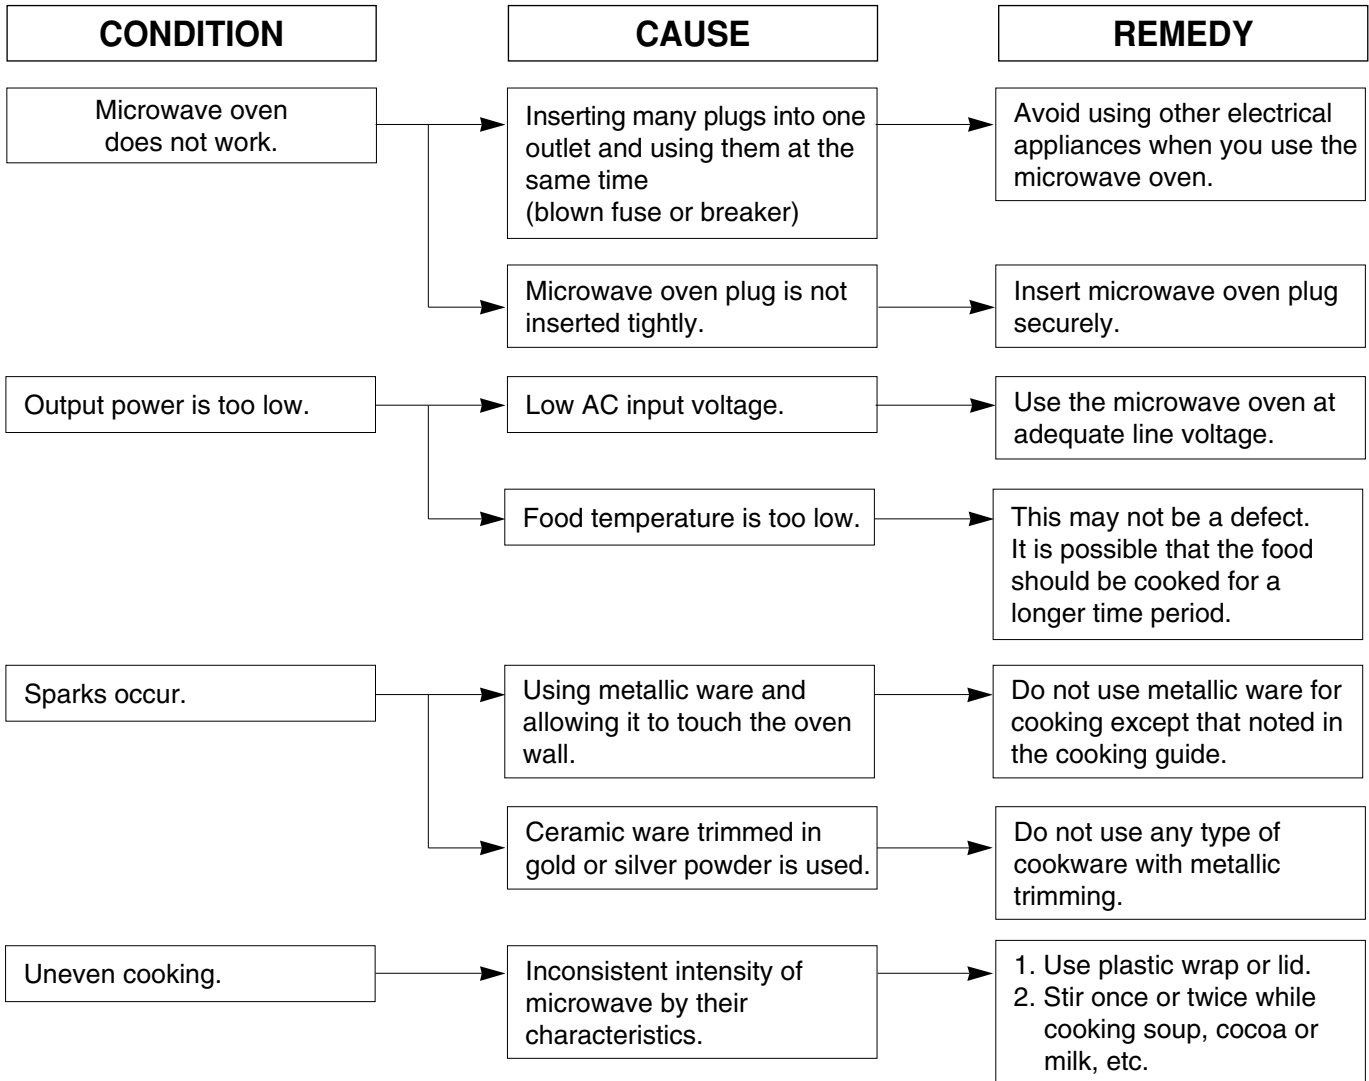 CONDITION
CAUSE
REMEDY
Microwave oven
does not work.
Inserting many plugs into one
outlet and using them at the
same time
(blown fuse or breaker)
Avoid using other electrical
appliances when you use the
microwave oven.
Microwave oven plug is not
inserted tightly.
Insert microwave oven plug
securely.
Output power is too low.
Low AC input voltage.
Use the microwave oven at
adequate line voltage.
Food temperature is too low.
This may not be a defect.
It is possible that the food
should be cooked for a
longer time period.
Sparks occur.
Using metallic ware and
allowing it to touch the oven
wall.
Do not use metallic ware for
cooking except that noted in
the cooking guide.
Ceramic ware trimmed in
gold or silver powder is used.
Do not use any type of
cookware with metallic
trimming.
Uneven cooking.
Inconsistent intensity of
microwave by their
characteristics.
1. Use plastic wrap or lid.
2. Stir once or twice while
cooking soup, cocoa or
milk, etc.